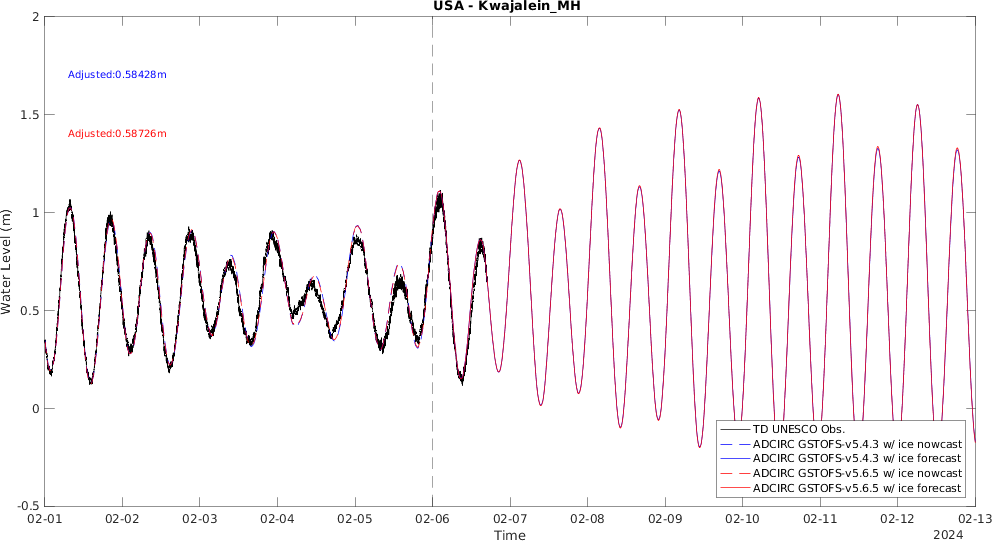 USA - Kwajalein_MH
2
1.5
1
0.5
0
-0.5
Water Level (m)
Adjusted:0.58428m
Adjusted:0.58726m
TD UNESCO Obs.
ADCIRC GSTOFS-v5.4.3 w/ ice nowcast
ADCIRC GSTOFS-v5.4.3 w/ ice forecast
ADCIRC GSTOFS-v5.6.5 w/ ice nowcast
ADCIRC GSTOFS-v5.6.5 w/ ice forecast
02-01 02-02 02-03 02-04 02-05 02-06 02-07 02-08 02-09 02-10 02-11 02-12 02-13
Time
2024